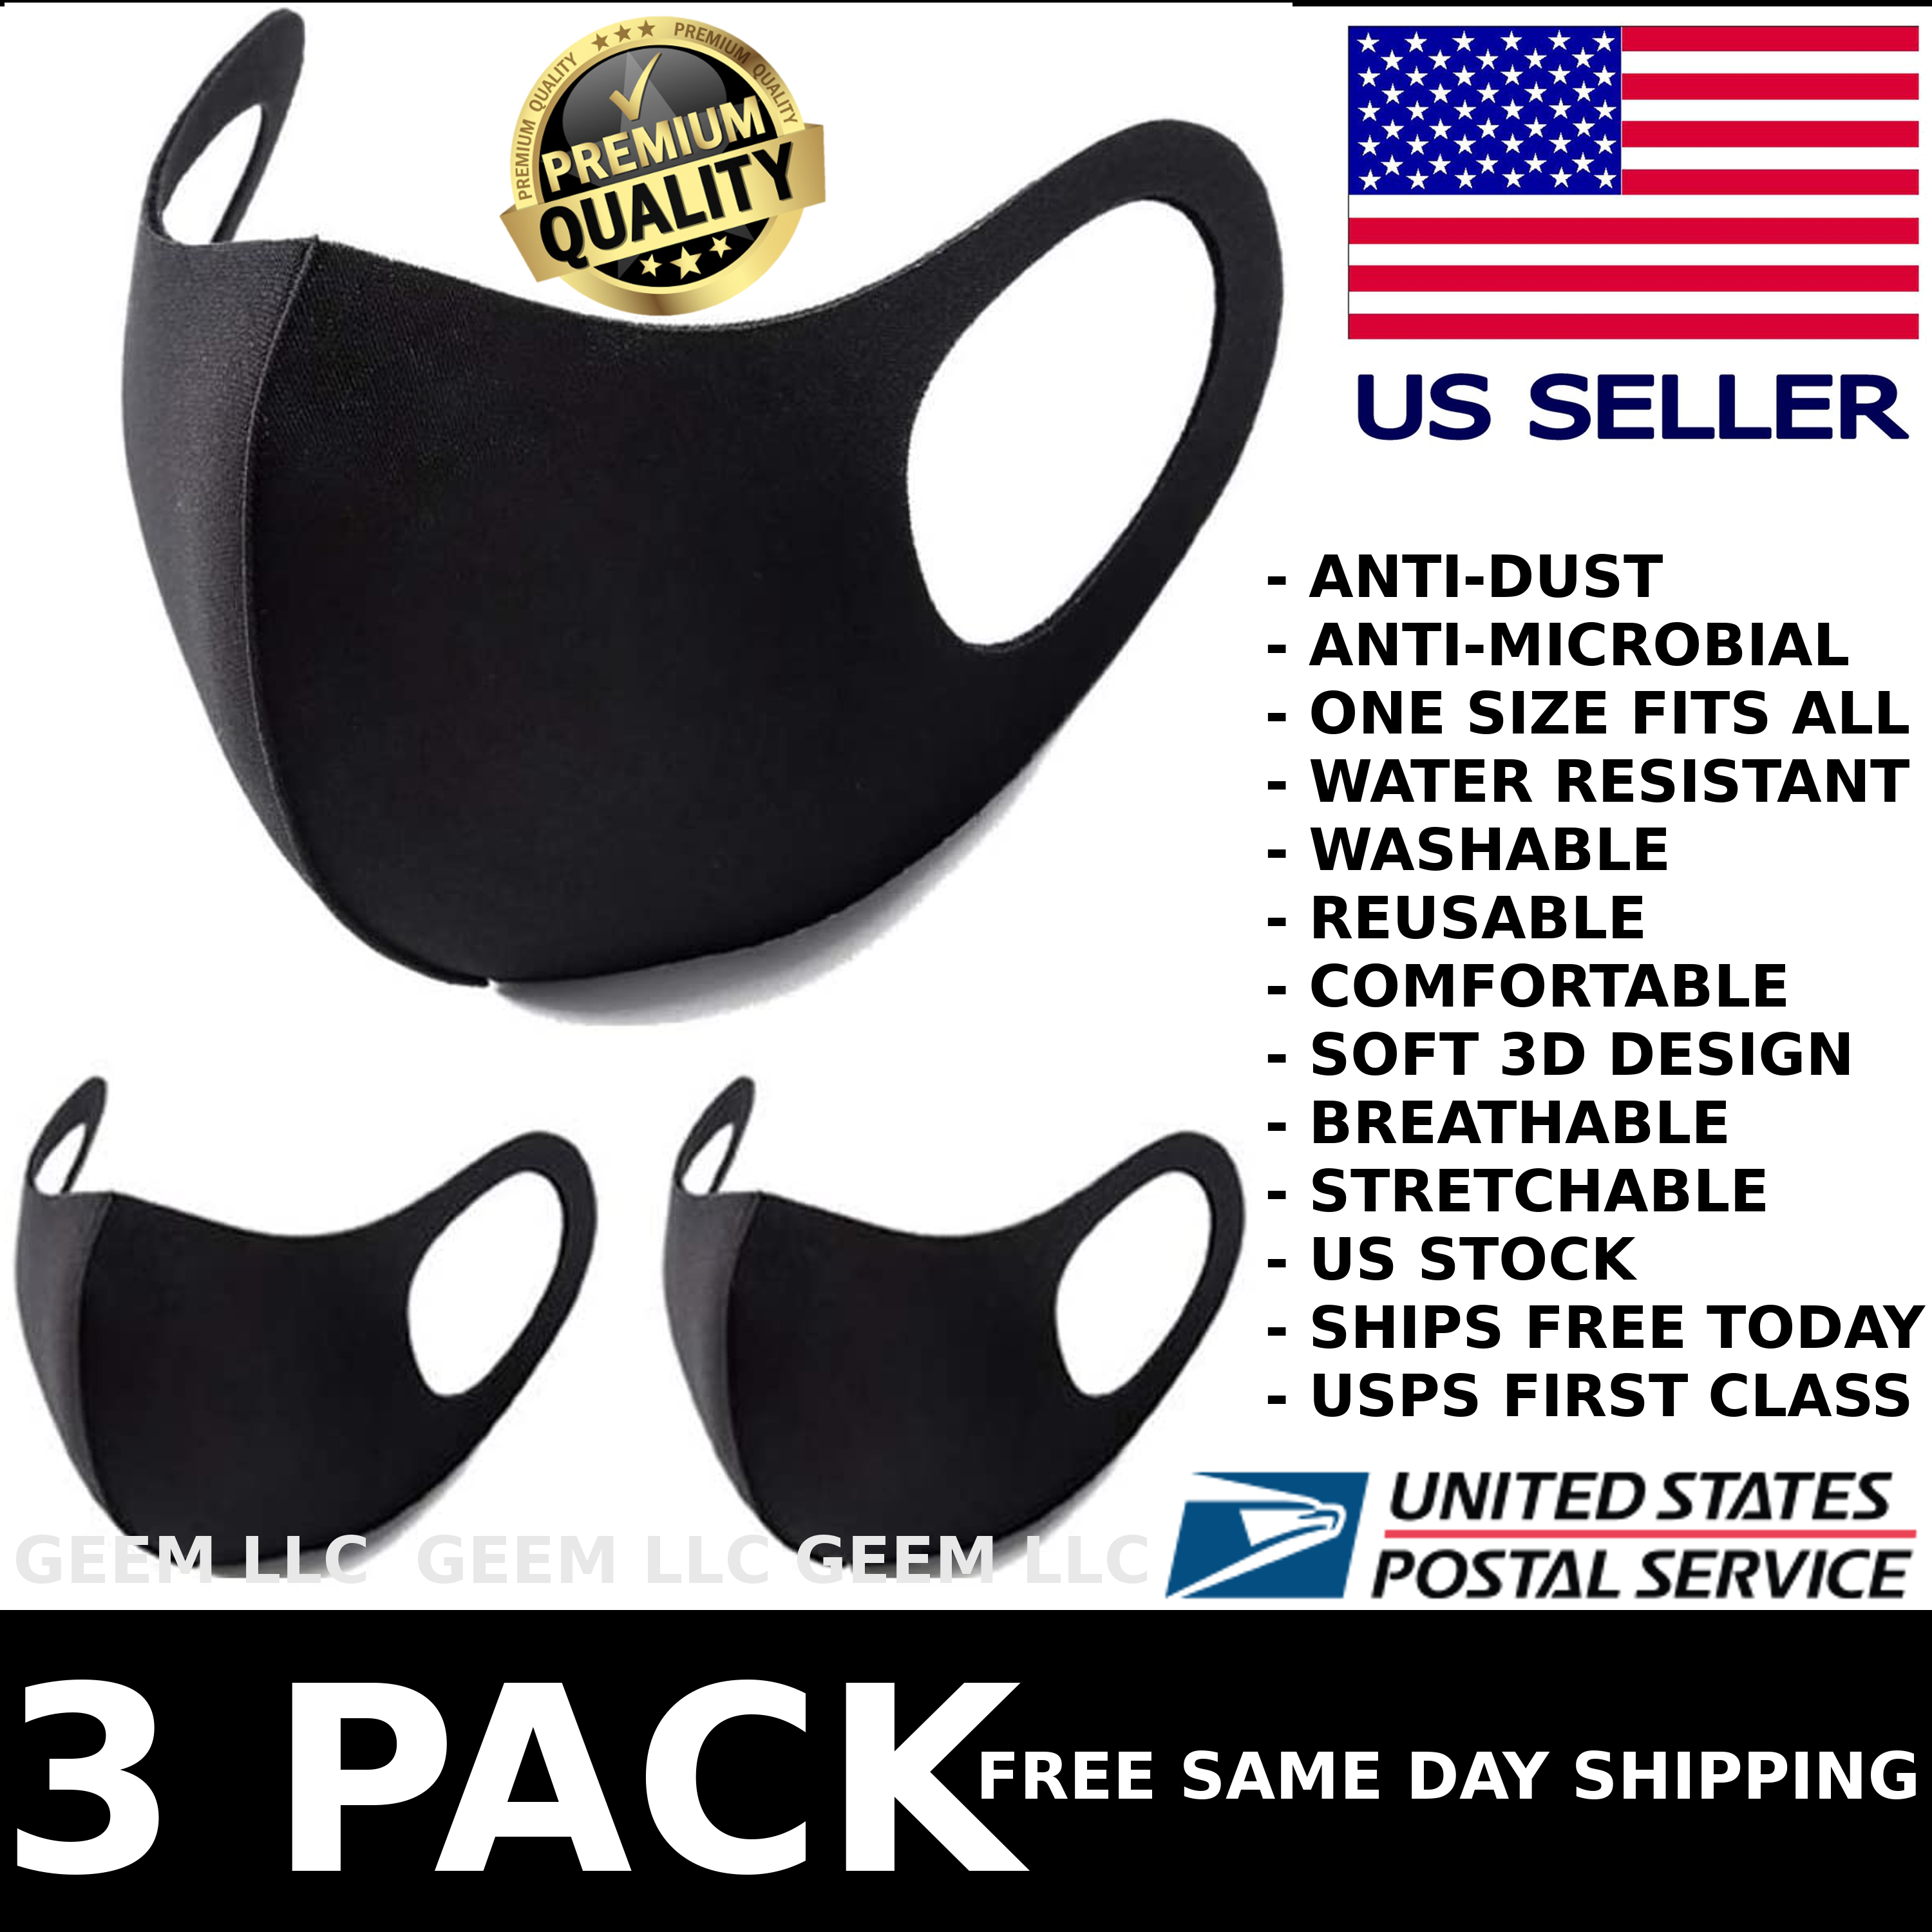 PREMIUM QUALITY ★★★ PREMIUM QUALITY
PREMIUM
QUALITY
US SELLER
- ANTI-DUST
- ANTI-MICROBIAL
- ONE SIZE FITS ALL
- WATER RESISTANT
- WASHABLE
- REUSABLE
- COMFORTABLE
- SOFT 3D DESIGN
- BREATHABLE
- STRETCHABLE
- US STOCK
- SHIPS FREE TODAY
- USPS FIRST CLASS
UNITED STATES
POSTAL SERVICE
GEEM LLC GEEM LLC GEEM LLC
3 PACK
FREE SAME DAY SHIPPING